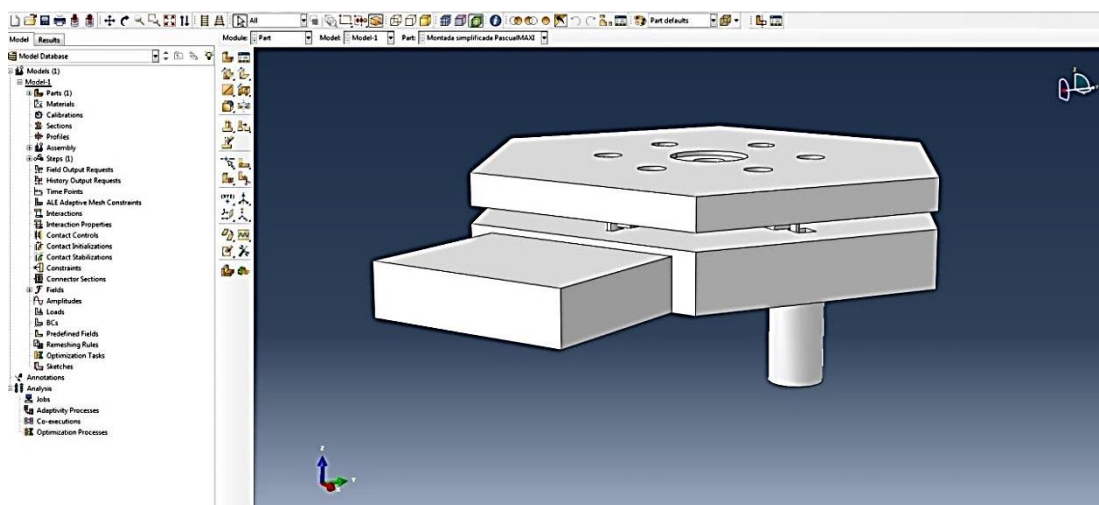 All
Part defaults
Model
Results
Module:
Part
Model:
Model-1
Part:
Montada simplificada PascualMAXI
Model Database
Models (1)
Model-1
Parts (1)
Materials
Calibrations
Sections
Profiles
Assembly
Steps (1)
Field Output Requests
History Output Requests
Time Points
ALE Adaptive Mesh Constraints
Interactions
Interaction Properties
Contact Controls
Contact Initializations
Contact Stabilizations
Constraints
Connector Sections
Fields
Amplitudes
Loads
BCs
Predefined Fields
Remeshing Rules
Optimization Tasks
Sketches
Annotations
Analysis
Jobs
Adaptivity Processes
Co-executions
Optimization Processes
Z
Y
X